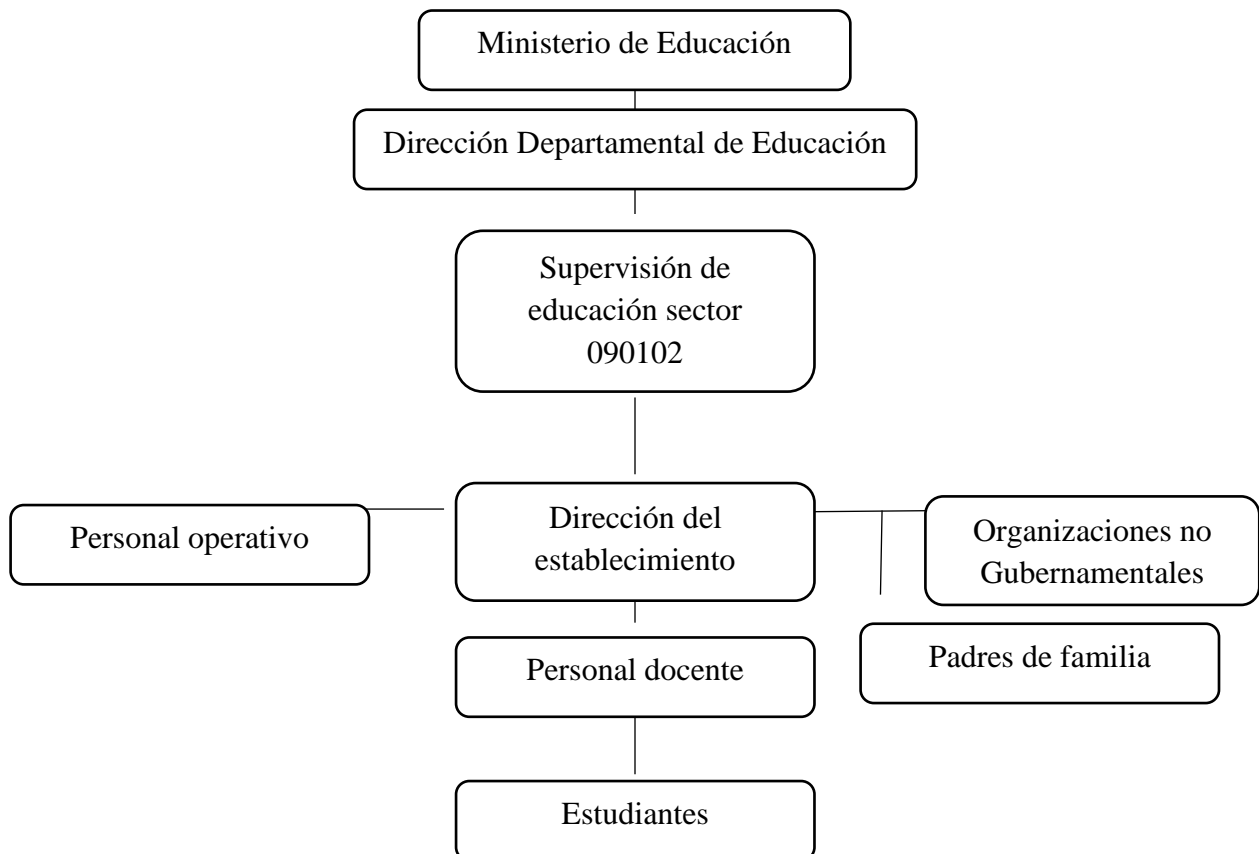 Ministerio de Educación
Dirección Departamental de Educación
Supervisión de
educación sector
090102
Personal operativo
Dirección del
establecimiento
Organizaciones no
Gubernamentales
Personal docente
Padres de familia
Estudiantes